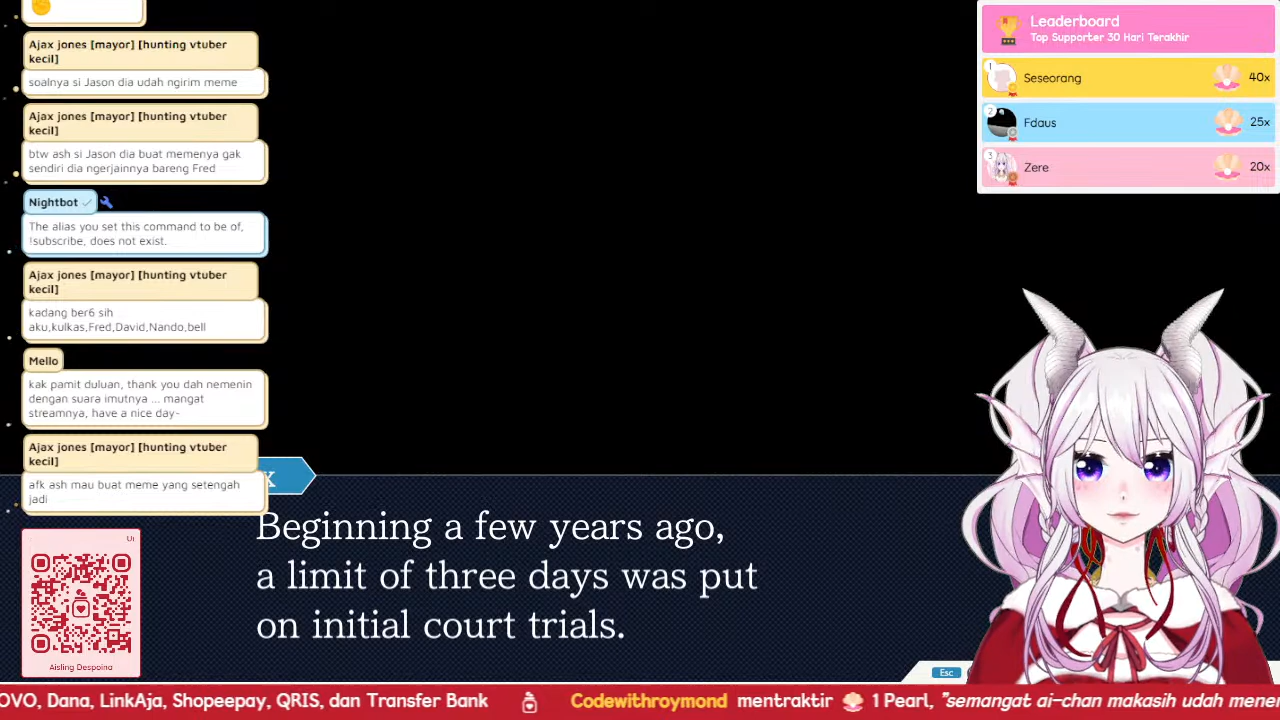 Ajax jones [mayor] [hunting vtuber
kecil]
soalnya si Jason dia udah ngirim meme
Ajax jones [mayor] [hunting vtuber
kecil]
btw ash si Jason dia buat memenya gak
sendiri dia ngerjainnya bareng Fred
Nightbot
The alias you set this command to be of,
!subscribe, does not exist.
Ajax jones [mayor] [hunting vtuber
kecil]
kadang ber6 sih
aku,kulkas,Fred,David,Nando,bell
Mello
kak pamit duluan, thank you dah nemenin
dengan suara imutnya ... mangat
streamnya, have a nice day~
Ajax jones [mayor] [hunting vtuber
kecil]
afk ash mau buat meme yang setengah
jadi
Aisling Despoina
Leaderboard
Top Supporter 30 Hari Terakhir
1 Seseorang 40x
2 Fdaus 25x
3 Zere 20x
Beginning a few years ago,
a limit of three days was put
on initial court trials.
Esc
OVO, Dana, LinkAja, Shopeepay, QRIS, dan Transfer Bank Codewithroymond mentraktir 1 Pearl, "semangat ai-chan makasih udah